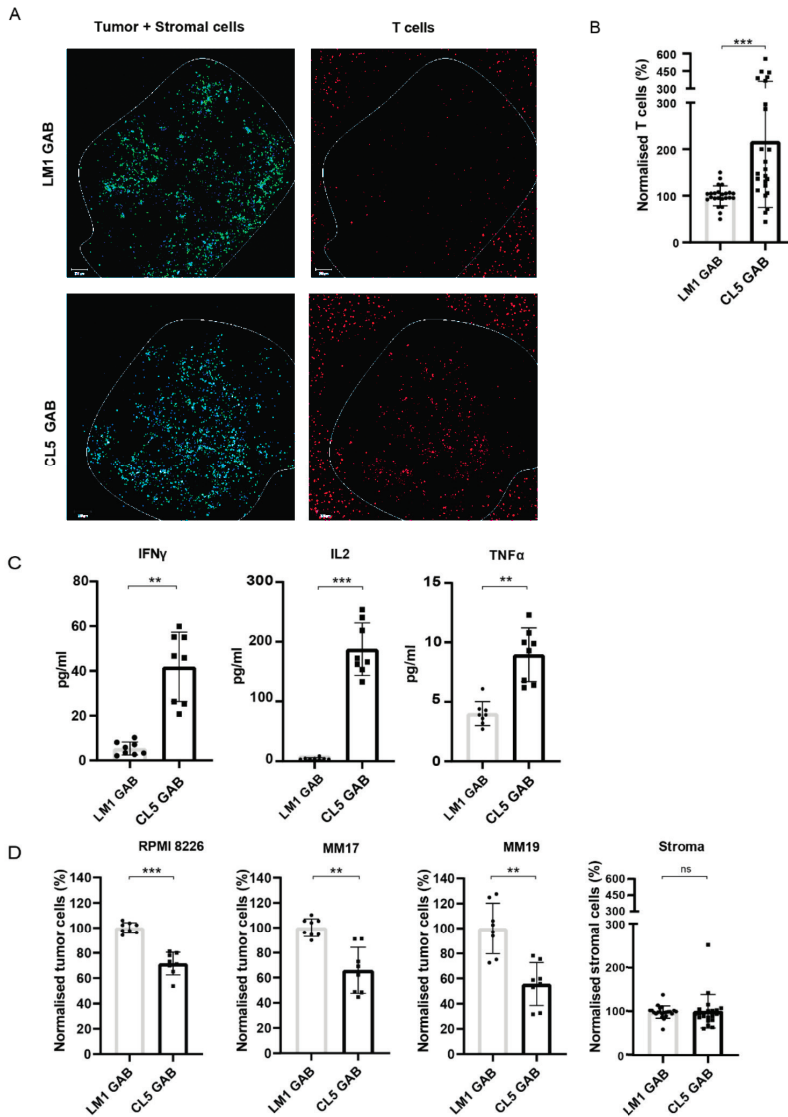 A
Tumor + Stromal cells
T cells
LM1 GAB
CL5 GAB
B
***
Normalised T cells (%)
600
450
300
300
200
100
0
LM1 GAB
CL5 GAB
C
IFNγ
**
pg/ml
80
60
40
20
0
LM1 GAB
CL5 GAB
IL2
***
pg/ml
300
200
100
0
LM1 GAB
CL5 GAB
TNFα
**
pg/ml
15
10
5
0
LM1 GAB
CL5 GAB
D
RPMI 8226
***
Normalised tumor cells (%)
140
120
100
80
60
40
20
0
LM1 GAB
CL5 GAB
MM17
**
Normalised tumor cells (%)
140
120
100
80
60
40
20
0
LM1 GAB
CL5 GAB
MM19
**
Normalised tumor cells (%)
140
120
100
80
60
40
20
0
LM1 GAB
CL5 GAB
Stroma
ns
Normalised stromal cells (%)
600
450
300
300
200
100
0
LM1 GAB
CL5 GAB